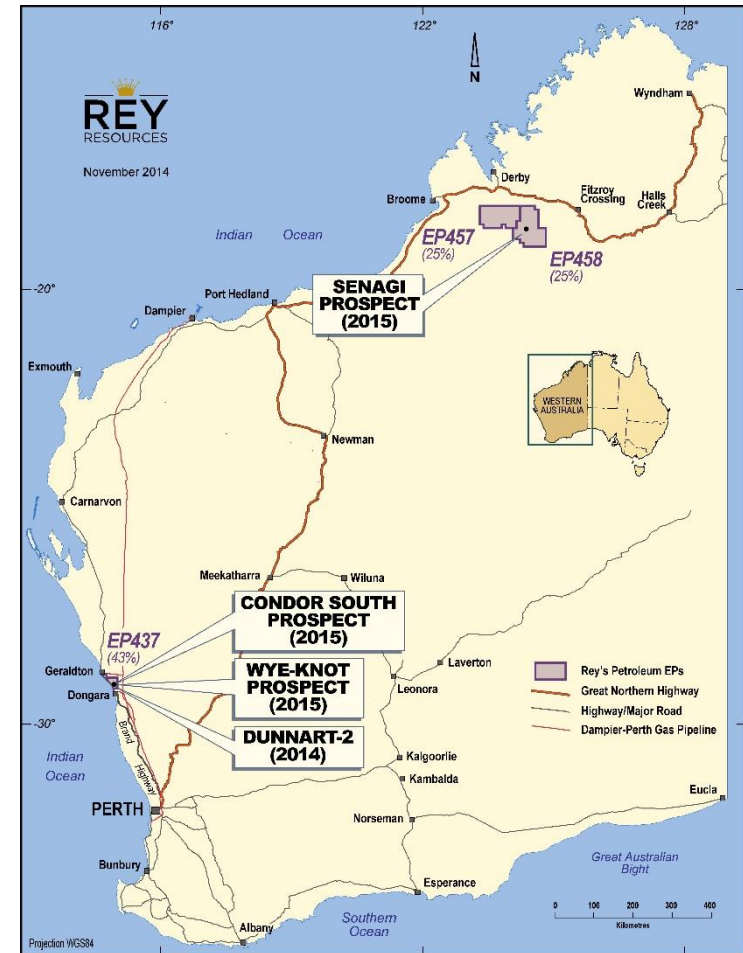 116°
122°
128°
N
REY
RESOURCES
November 2014
Wyndham
Derby
Broome
Fitzroy
Crossing
Halls
Creek
EP457
(25%)
EP458
(25%)
Indian Ocean
SENAGI
PROSPECT
(2015)
-20°
Port Hedland
Dampier
Exmouth
WESTERN
AUSTRALIA
Newman
Carnarvon
Meekatharra
Wiluna
CONDOR SOUTH
PROSPECT
(2015)
EP437
(43%)
WYE-KNOT
PROSPECT
(2015)
Geraldton
Dongara
DUNNART-2
(2014)
Laverton
Leonora
Rey's Petroleum EPs
Great Northern Highway
Highway/Major Road
Dampier-Perth Gas Pipeline
-30°
Indian
Ocean
Brand
Highway
Kalgoorlie
Kambalda
PERTH
Norseman
Eucla
Bunbury
Esperance
Great Australian
Bight
Albany
Southern
Ocean
0 100 200 300 400
Kilometres
Projection WGS84